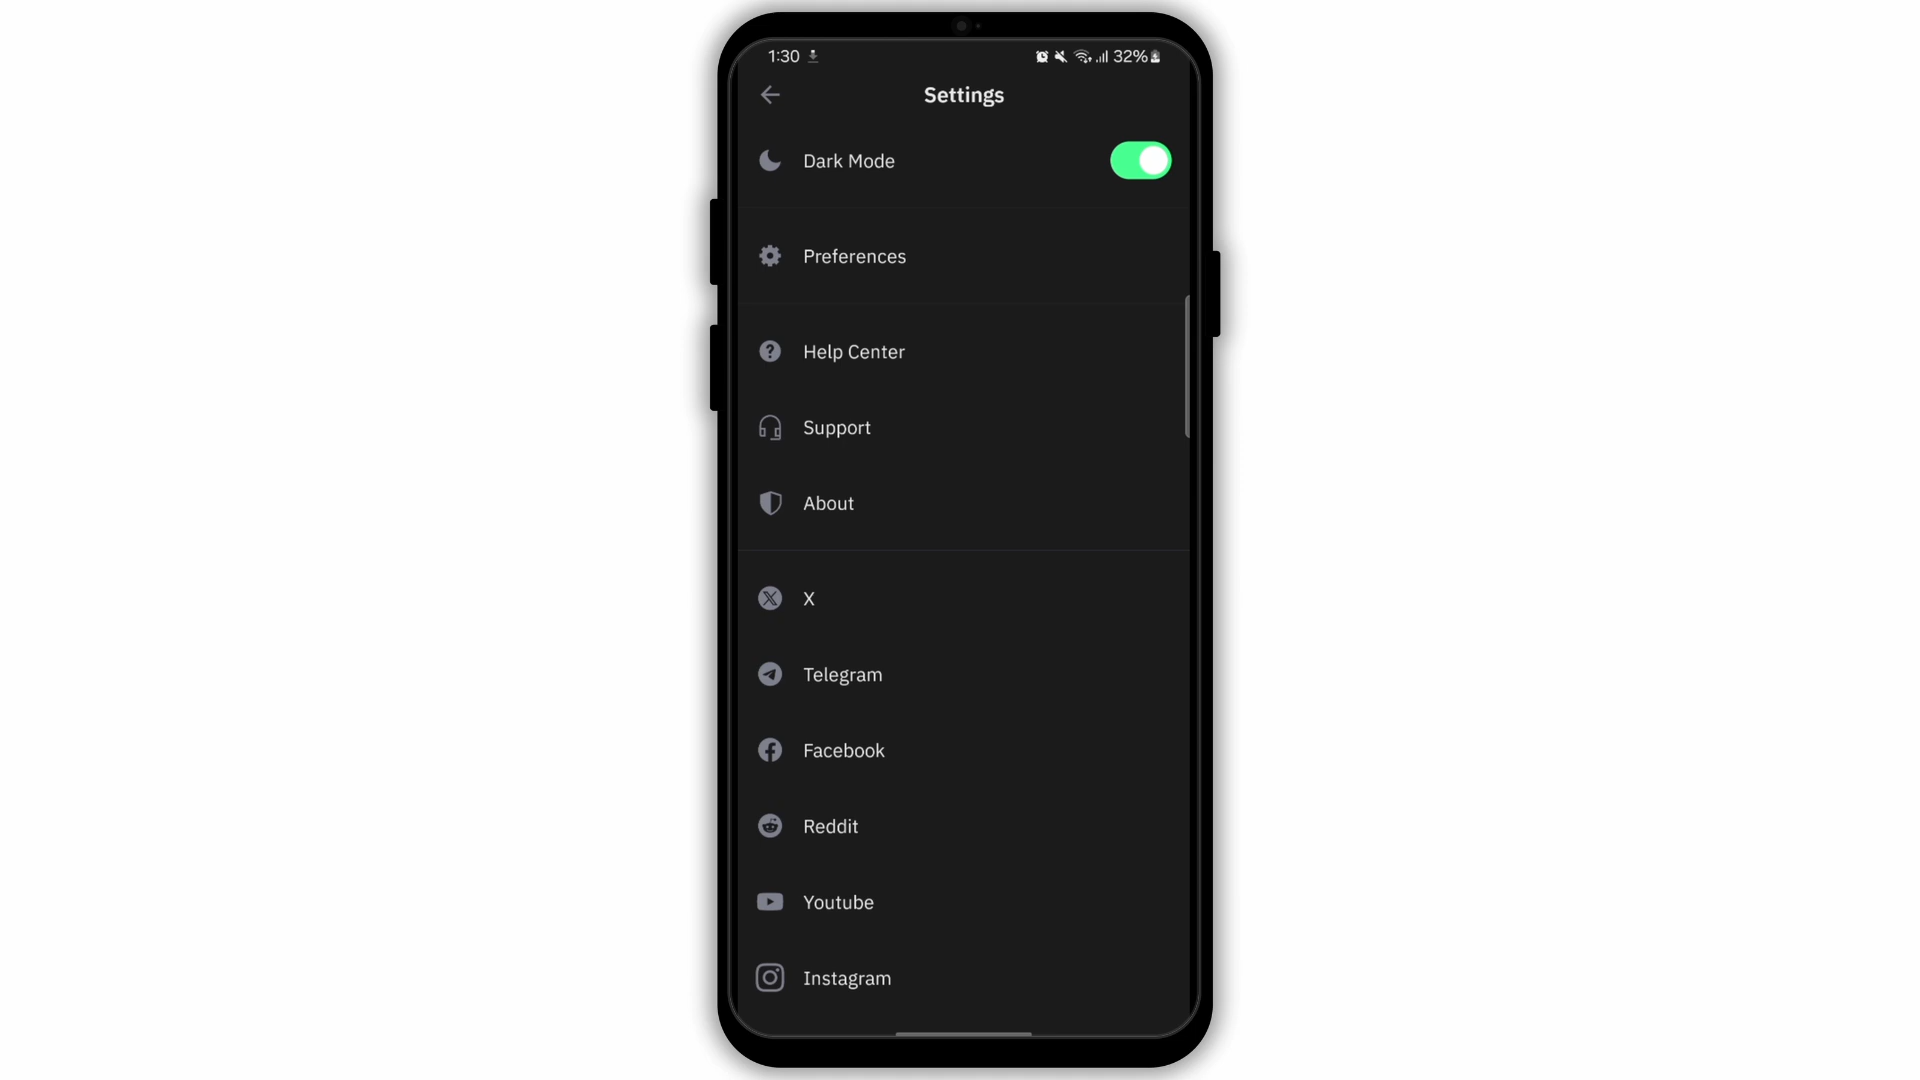 1:30 32%
Settings
Dark Mode
Preferences
Help Center
Support
About
X
Telegram
Facebook
Reddit
Youtube
Instagram